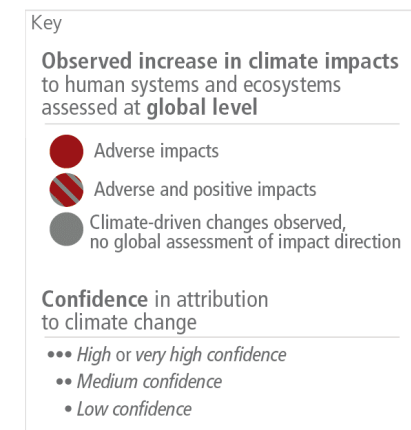 Key
Observed increase in climate impacts
to human systems and ecosystems
assessed at global level
Adverse impacts
Adverse and positive impacts
Climate-driven changes observed,
no global assessment of impact direction
Confidence in attribution
to climate change
••• High or very high confidence
•• Medium confidence
• Low confidence